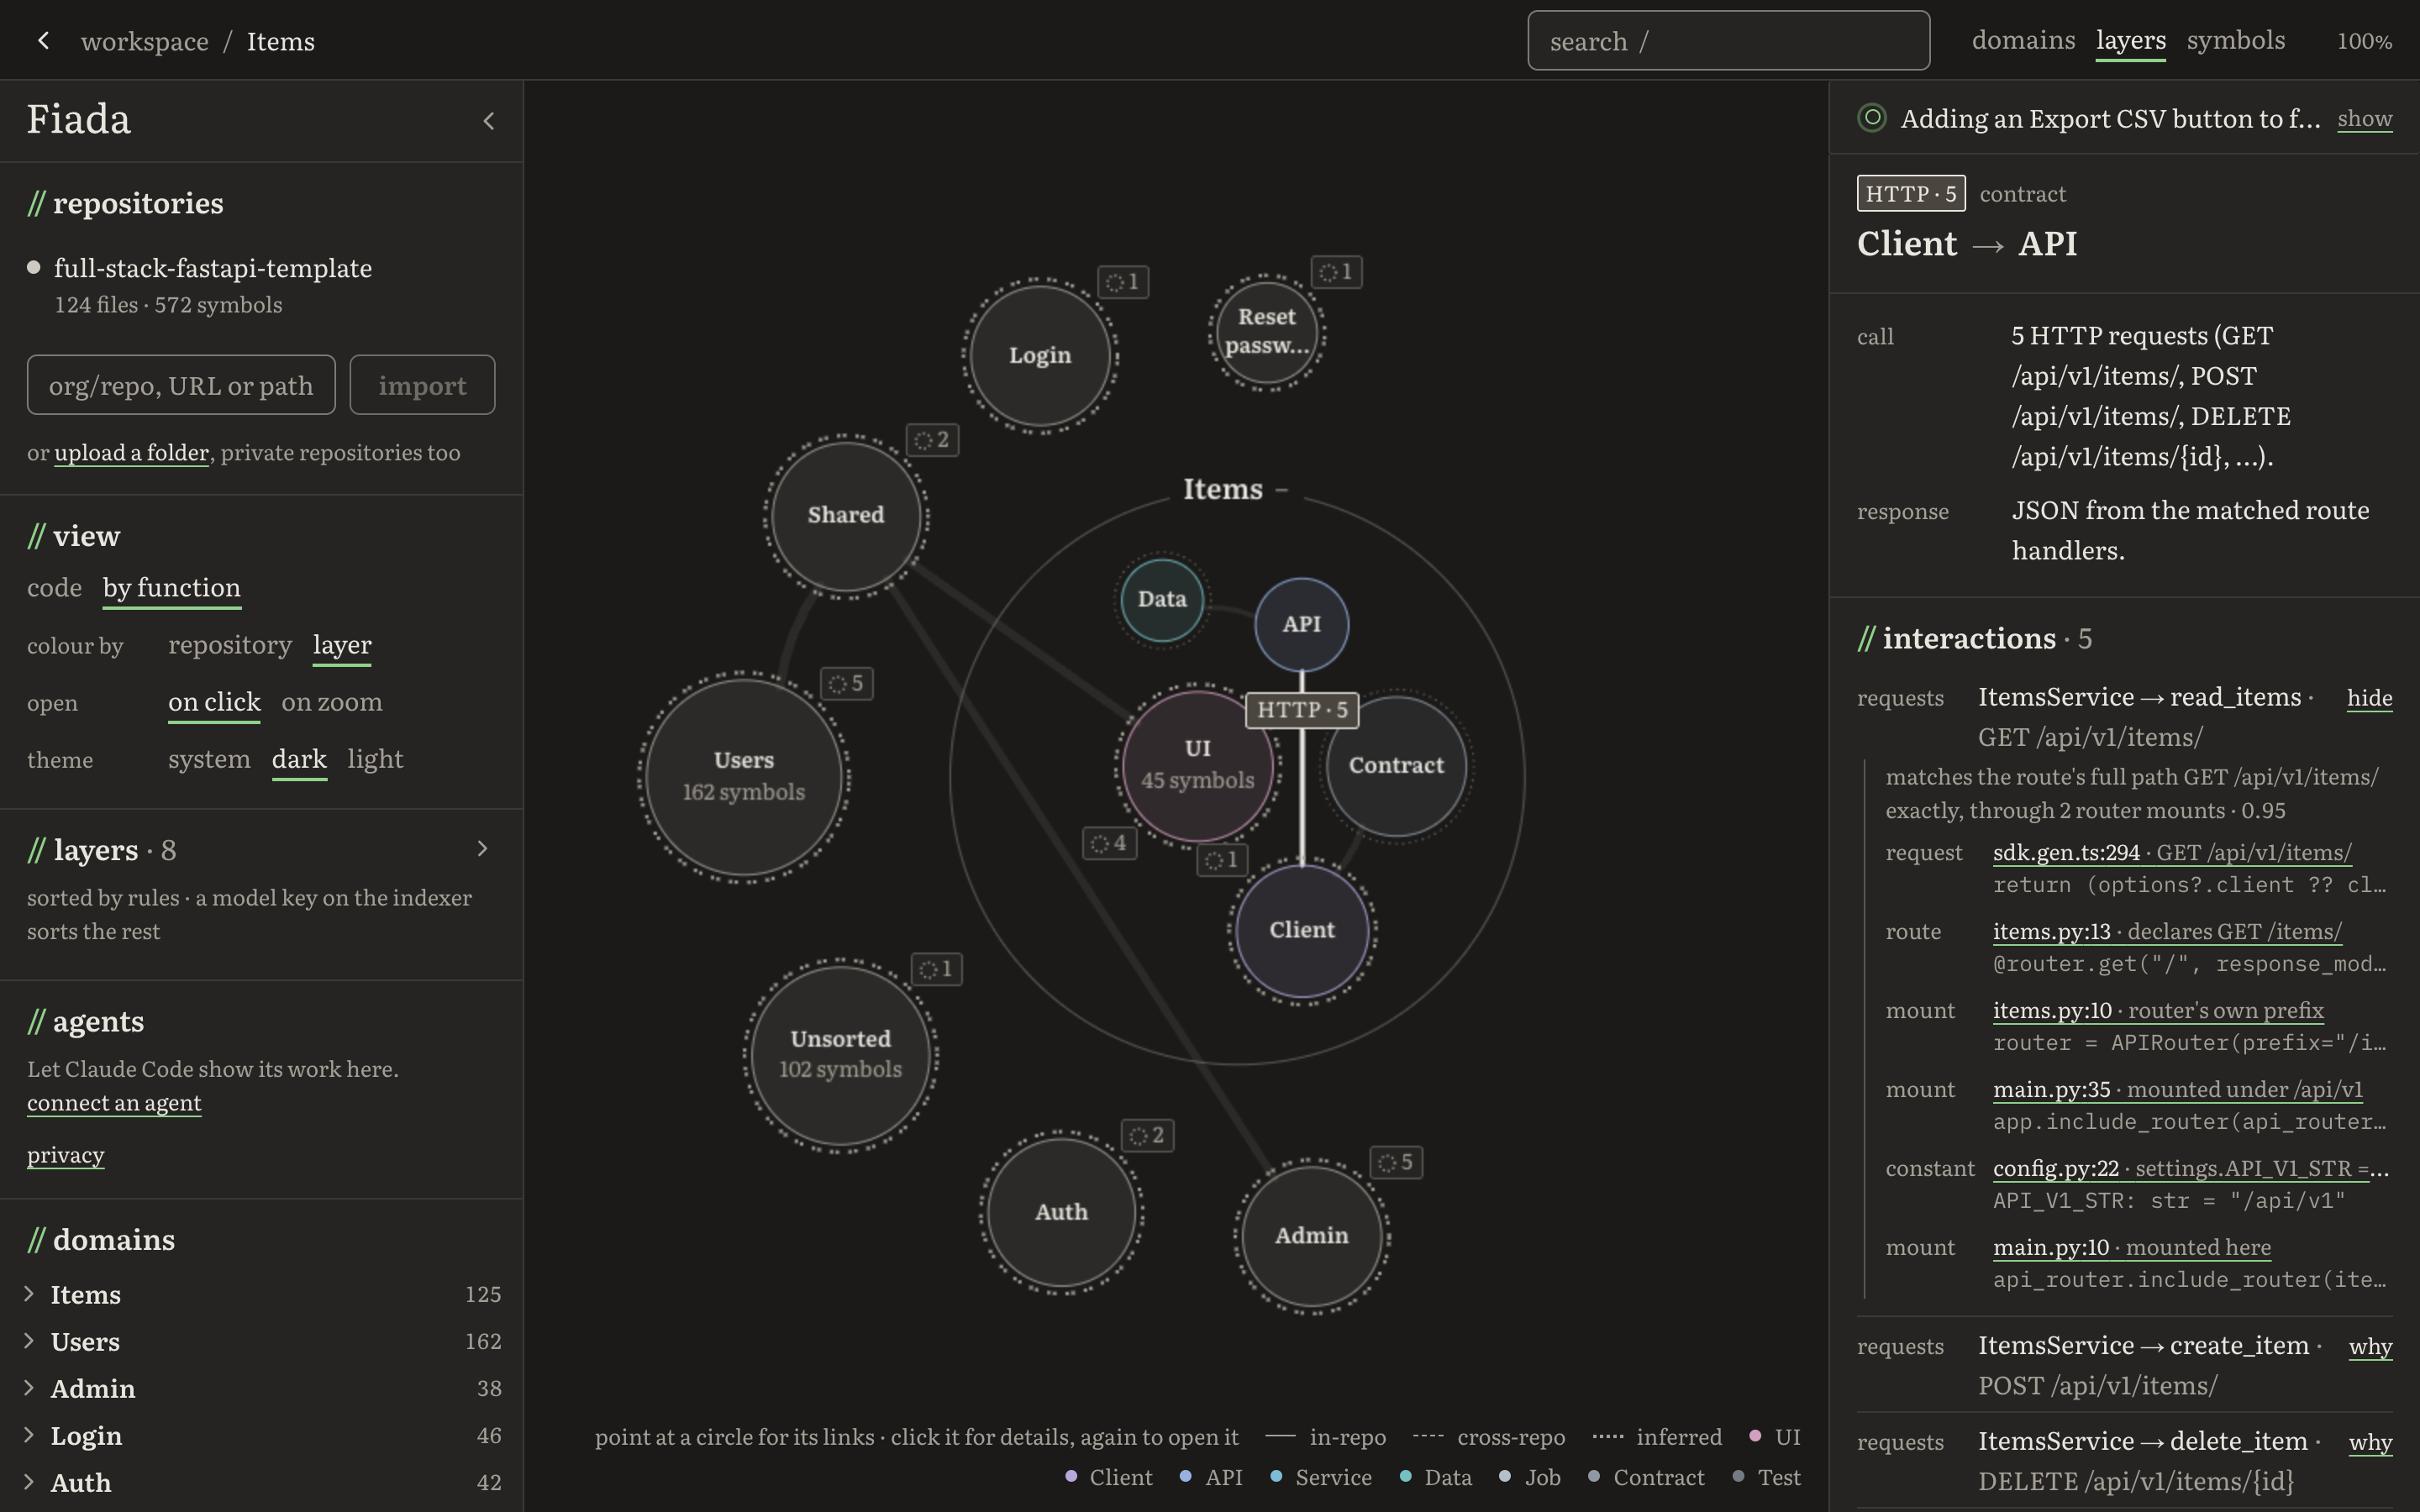 workspace / Items
search /
domains layers symbols 100%
Fiada
// repositories
full-stack-fastapi-template
124 files · 572 symbols
org/repo, URL or path
import
or upload a folder, private repositories too
// view
code by function
colour by repository layer
open on click on zoom
theme system dark light
// layers · 8
sorted by rules · a model key on the indexer
sorts the rest
// agents
Let Claude Code show its work here.
connect an agent
privacy
// domains
Items 125
Users 162
Admin 38
Login 46
Auth 42
Login
1
Reset
passw...
1
Shared
2
Items –
Data
API
HTTP · 5
UI
45 symbols
Contract
4
1
Client
Users
162 symbols
5
Unsorted
102 symbols
1
Auth
2
Admin
5
point at a circle for its links · click it for details, again to open it in-repo cross-repo inferred UI
Client API Service Data Job Contract Test
Adding an Export CSV button to f... show
HTTP · 5 contract
Client → API
call 5 HTTP requests (GET
/api/v1/items/, POST
/api/v1/items/, DELETE
/api/v1/items/{id}, ...).
response JSON from the matched route
handlers.
// interactions · 5
requests ItemsService → read_items · hide
GET /api/v1/items/
matches the route's full path GET /api/v1/items/
exactly, through 2 router mounts · 0.95
request sdk.gen.ts:294 · GET /api/v1/items/
return (options?.client ?? cl…
route items.py:13 · declares GET /items/
@router.get("/", response_mod…
mount items.py:10 · router's own prefix
router = APIRouter(prefix="/i…
mount main.py:35 · mounted under /api/v1
app.include_router(api_router…
constant config.py:22 · settings.API_V1_STR =...
API_V1_STR: str = "/api/v1"
mount main.py:10 · mounted here
api_router.include_router(ite…
requests ItemsService → create_item · why
POST /api/v1/items/
requests ItemsService → delete_item · why
DELETE /api/v1/items/{id}